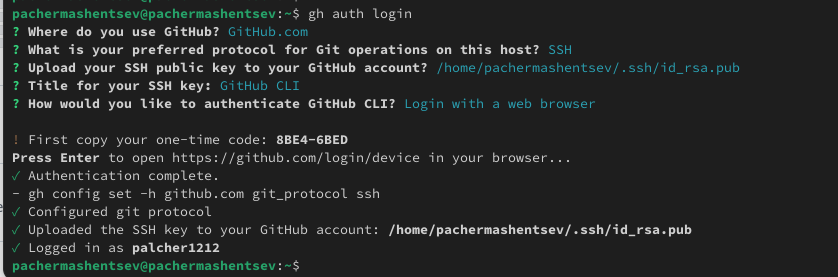 pachermashentsev@pachermashentsev:~$ gh auth login
? Where do you use GitHub? GitHub.com
? What is your preferred protocol for Git operations on this host? SSH
? Upload your SSH public key to your GitHub account? /home/pachermashentsev/.ssh/id_rsa.pub
? Title for your SSH key: GitHub CLI
? How would you like to authenticate GitHub CLI? Login with a web browser
! First copy your one-time code: 8BE4-6BED
Press Enter to open https://github.com/login/device in your browser...
✓ Authentication complete.
- gh config set -h github.com git_protocol ssh
✓ Configured git protocol
✓ Uploaded the SSH key to your GitHub account: /home/pachermashentsev/.ssh/id_rsa.pub
✓ Logged in as palcher1212
pachermashentsev@pachermashentsev:~$